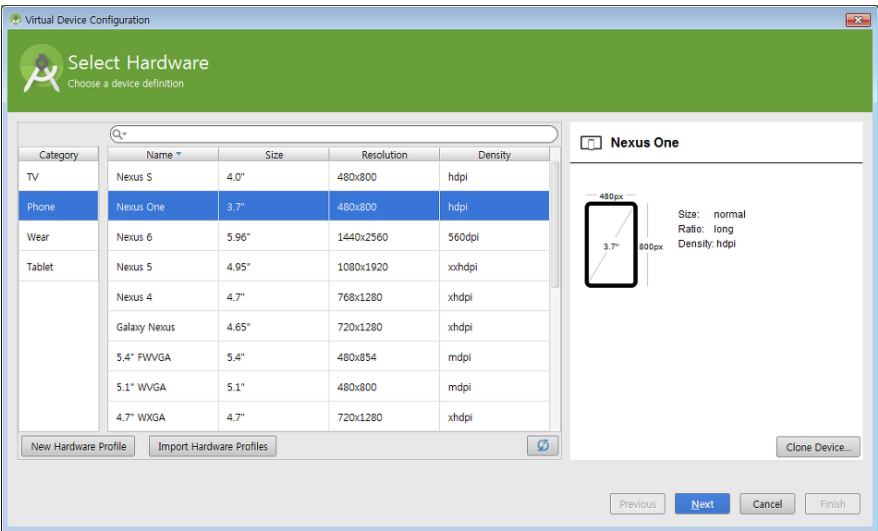 Virtual Device Configuration
Select Hardware
Choose a device definition
Category
TV
Phone
Wear
Tablet
Name Size Resolution Density
Nexus S 4.0" 480x800 hdpi
Nexus One 3.7" 480x800 hdpi
Nexus 6 5.96" 1440x2560 560dpi
Nexus 5 4.95" 1080x1920 xxhdpi
Nexus 4 4.7" 768x1280 xhdpi
Galaxy Nexus 4.65" 720x1280 xhdpi
5.4" FWVGA 5.4" 480x854 mdpi
5.1" WVGA 5.1" 480x800 mdpi
4.7" WXGA 4.7" 720x1280 xhdpi
New Hardware Profile Import Hardware Profiles
Nexus One
480px
3.7"
800px
Size: normal
Ratio: long
Density: hdpi
Clone Device...
Previous Next Cancel Finish